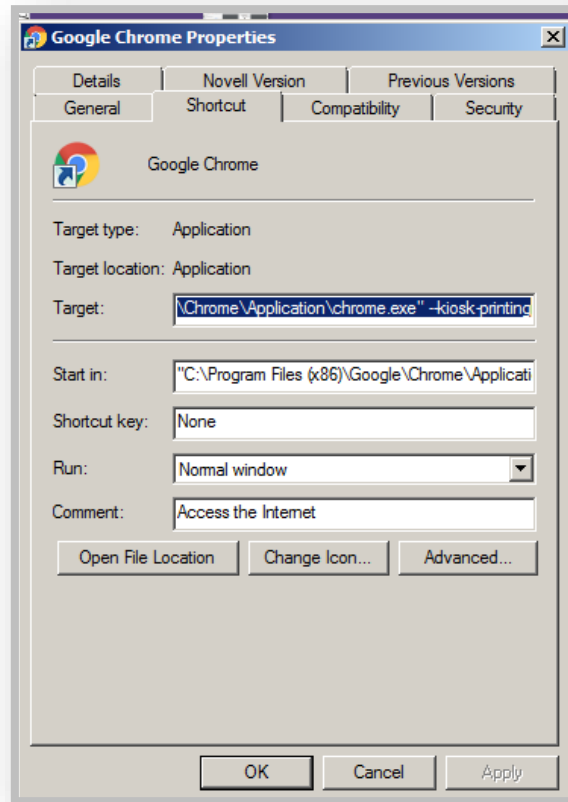 Google Chrome Properties
Details Novell Version Previous Versions
General Shortcut Compatibility Security
Google Chrome
Target type: Application
Target location: Application
Target: \Chrome\Application\chrome.exe" --kiosk-printing
Start in: "C:\Program Files (x86)\Google\Chrome\Applicati
Shortcut key: None
Run: Normal window
Comment: Access the Internet
Open File Location Change Icon... Advanced...
OK Cancel Apply